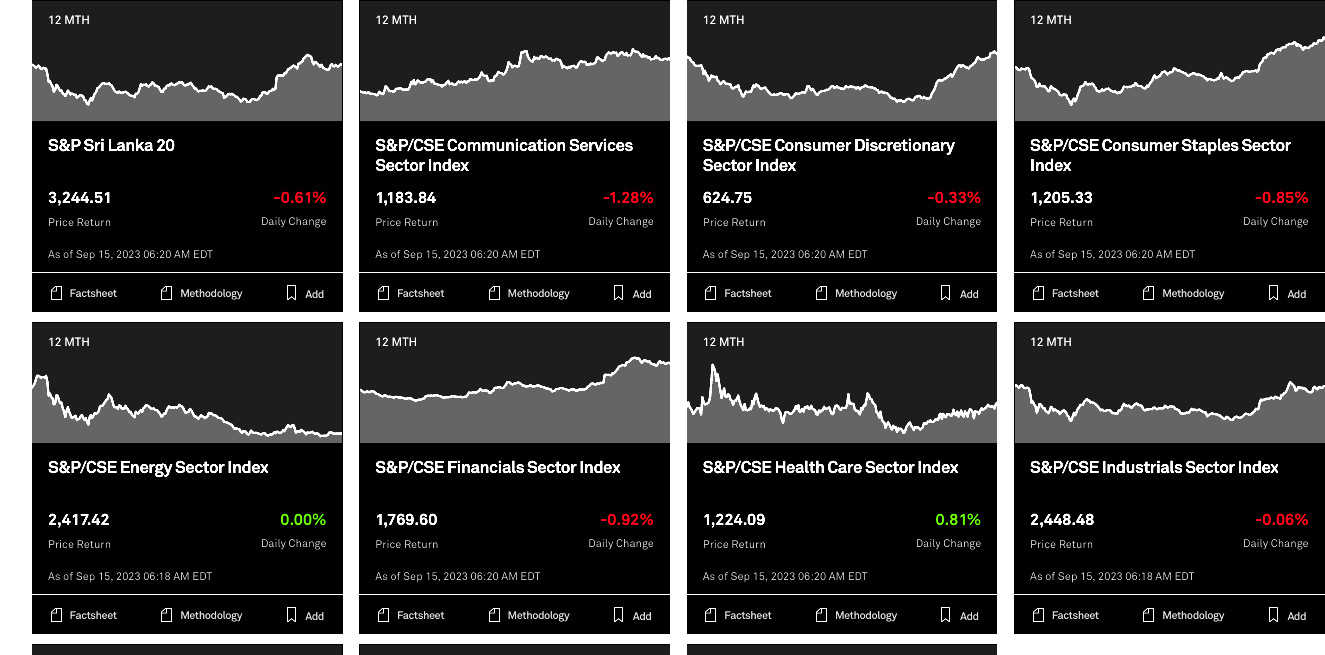 12 MTH
S&P Sri Lanka 20
3,244.51
-0.61%
Price Return
Daily Change
As of Sep 15, 2023 06:20 AM EDT
Factsheet
Methodology
Add
12 MTH
S&P/CSE Communication Services
Sector Index
1,183.84
-1.28%
Price Return
Daily Change
As of Sep 15, 2023 06:20 AM EDT
Factsheet
Methodology
Add
12 MTH
S&P/CSE Consumer Discretionary
Sector Index
624.75
-0.33%
Price Return
Daily Change
As of Sep 15, 2023 06:20 AM EDT
Factsheet
Methodology
Add
12 MTH
S&P/CSE Consumer Staples Sector
Index
1,205.33
-0.85%
Price Return
Daily Change
As of Sep 15, 2023 06:20 AM EDT
Factsheet
Methodology
Add
12 MTH
S&P/CSE Energy Sector Index
2,417.42
0.00%
Price Return
Daily Change
As of Sep 15, 2023 06:18 AM EDT
Factsheet
Methodology
Add
12 MTH
S&P/CSE Financials Sector Index
1,769.60
-0.92%
Price Return
Daily Change
As of Sep 15, 2023 06:20 AM EDT
Factsheet
Methodology
Add
12 MTH
S&P/CSE Health Care Sector Index
1,224.09
0.81%
Price Return
Daily Change
As of Sep 15, 2023 06:20 AM EDT
Factsheet
Methodology
Add
12 MTH
S&P/CSE Industrials Sector Index
2,448.48
-0.06%
Price Return
Daily Change
As of Sep 15, 2023 06:18 AM EDT
Factsheet
Methodology
Add